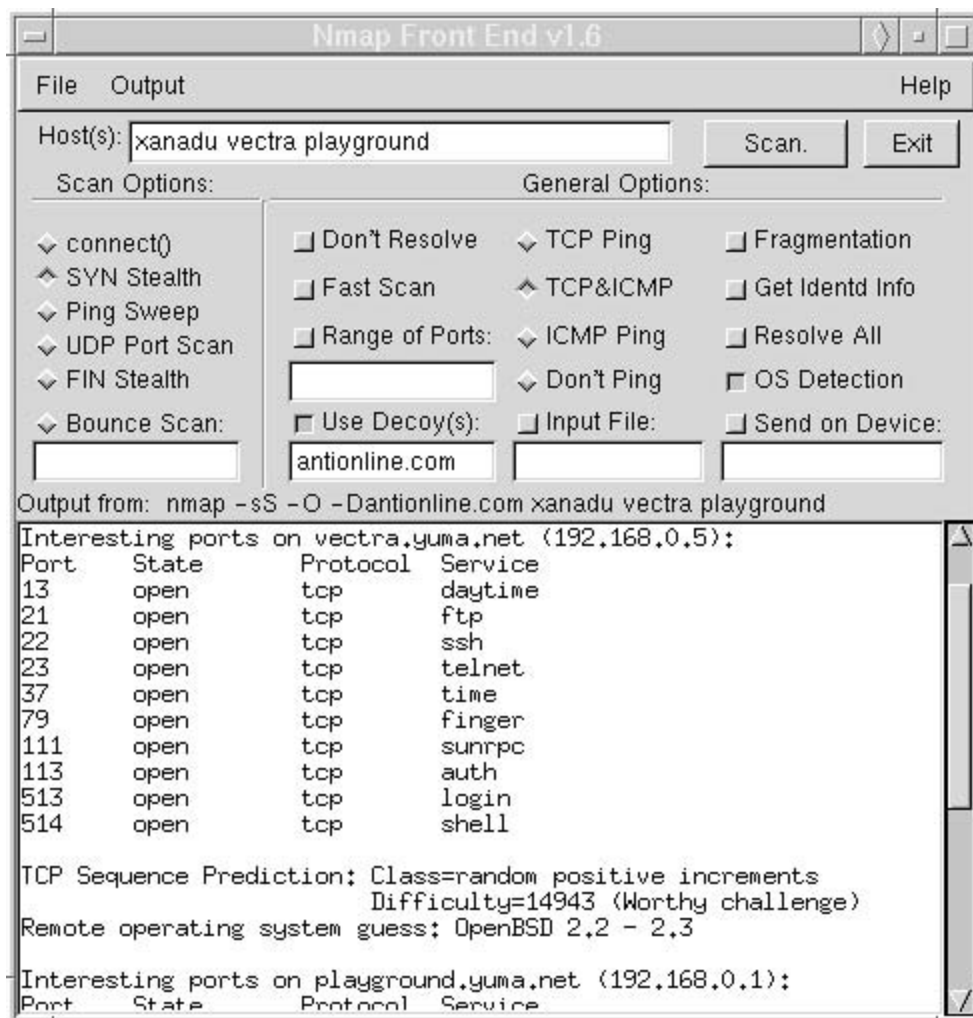 Nmap Front End v1.6
File Output Help
Host(s): xanadu vectra playground Scan. Exit
Scan Options: General Options:
connect() Don't Resolve TCP Ping Fragmentation
SYN Stealth Fast Scan TCP&ICMP Get Identd Info
Ping Sweep Range of Ports: ICMP Ping Resolve All
UDP Port Scan
FIN Stealth Don't Ping OS Detection
Bounce Scan: Use Decoy(s): Input File: Send on Device:
antionline.com
Output from: nmap -sS -O -Dantionline.com xanadu vectra playground
Interesting ports on vectra.yuma.net (192.168.0.5):
Port State Protocol Service
13 open tcp daytime
21 open tcp ftp
22 open tcp ssh
23 open tcp telnet
37 open tcp time
79 open tcp finger
111 open tcp sunrpc
113 open tcp auth
513 open tcp login
514 open tcp shell
TCP Sequence Prediction: Class=random positive increments
Difficulty=14943 (Worthy challenge)
Remote operating system guess: OpenBSD 2.2 - 2.3
Interesting ports on playground.yuma.net (192.168.0.1):
Port State Protocol Service